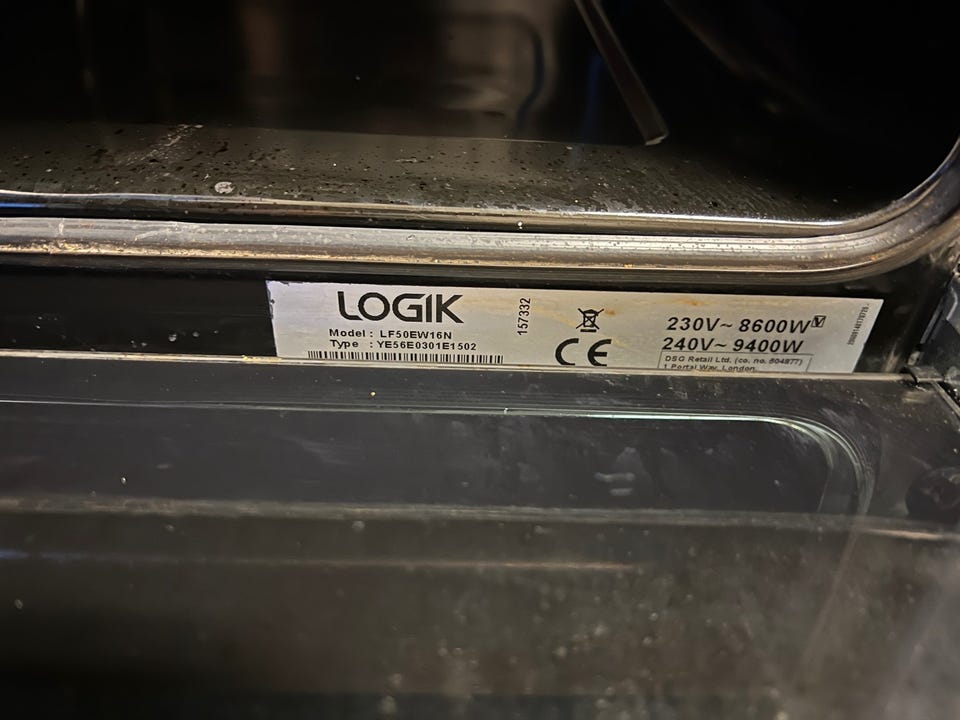 LOGIK
Model : LF50EW16N
Type : YE56E0301E1502
157332
CE
230V~ 8600W
240V~ 9400W
DSG Retail Ltd. (co. no. 504877)
1 Portal Way, London.